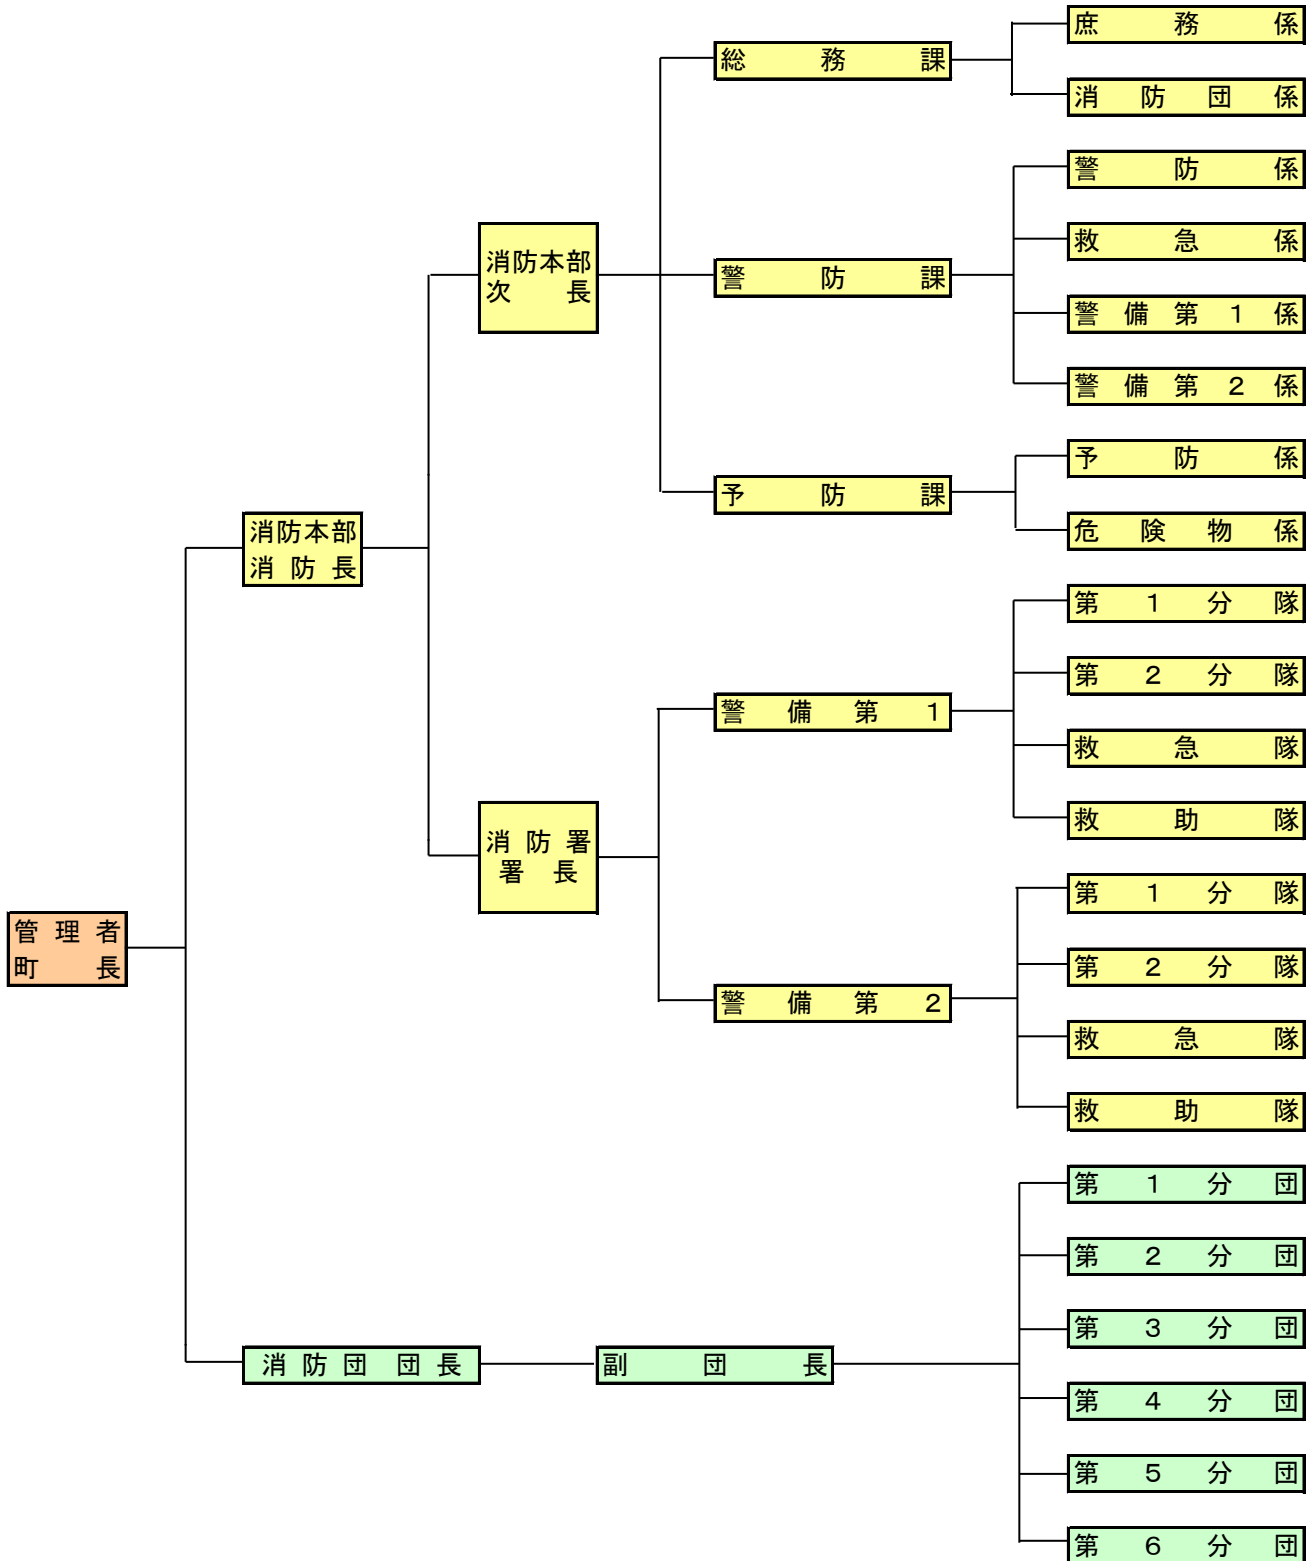 庶務係
総務課
消防団係
警防係
消防本部
次長
救急係
警防課
警備第1係
警備第2係
予防係
予防課
危険物係
消防本部
消防長
第1分隊
第2分隊
警備第1
救急隊
救助隊
消防署
署長
第1分隊
管理者
町長
第2分隊
警備第2
救急隊
救助隊
第1分団
第2分団
第3分団
消防団団長
副団長
第4分団
第5分団
第6分団